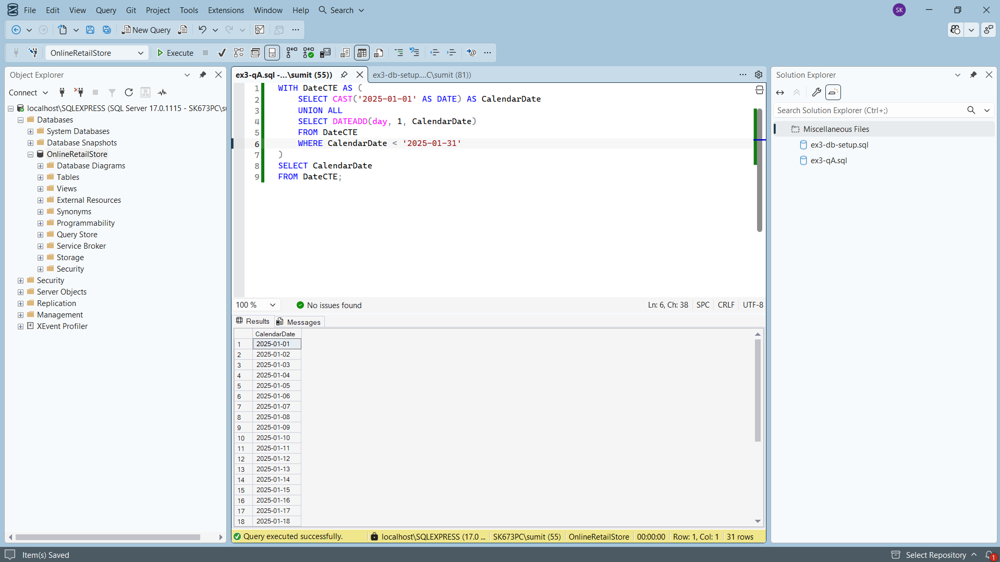 File Edit View Query Git Project Tools Extensions Window Help Search SK
New Query
OnlineRetailStore Execute
Object Explorer
Connect
localhost\SQLEXPRESS (SQL Server 17.0.1115 - SK673PC\su
Databases
System Databases
Database Snapshots
OnlineRetailStore
Database Diagrams
Tables
Views
External Resources
Synonyms
Programmability
Query Store
Service Broker
Storage
Security
Security
Server Objects
Replication
Management
XEvent Profiler
ex3-qA.sql -...\sumit (55)) ex3-db-setup....C\sumit (81))
1 WITH DateCTE AS (
2 SELECT CAST('2025-01-01' AS DATE) AS CalendarDate
3 UNION ALL
4 SELECT DATEADD(day, 1, CalendarDate)
5 FROM DateCTE
6 WHERE CalendarDate < '2025-01-31'
7 )
8 SELECT CalendarDate
9 FROM DateCTE;
100 % No issues found Ln: 6, Ch: 38 SPC CRLF UTF-8
Results Messages
CalendarDate
1 2025-01-01
2 2025-01-02
3 2025-01-03
4 2025-01-04
5 2025-01-05
6 2025-01-06
7 2025-01-07
8 2025-01-08
9 2025-01-09
10 2025-01-10
11 2025-01-11
12 2025-01-12
13 2025-01-13
14 2025-01-14
15 2025-01-15
16 2025-01-16
17 2025-01-17
18 2025-01-18
Query executed successfully. localhost\SQLEXPRESS (17.0 ... SK673PC\sumit (55) OnlineRetailStore 00:00:00 Row: 1, Col: 1 31 rows
Solution Explorer
Search Solution Explorer (Ctrl+;)
Miscellaneous Files
ex3-db-setup.sql
ex3-qA.sql
Item(s) Saved Select Repository 1